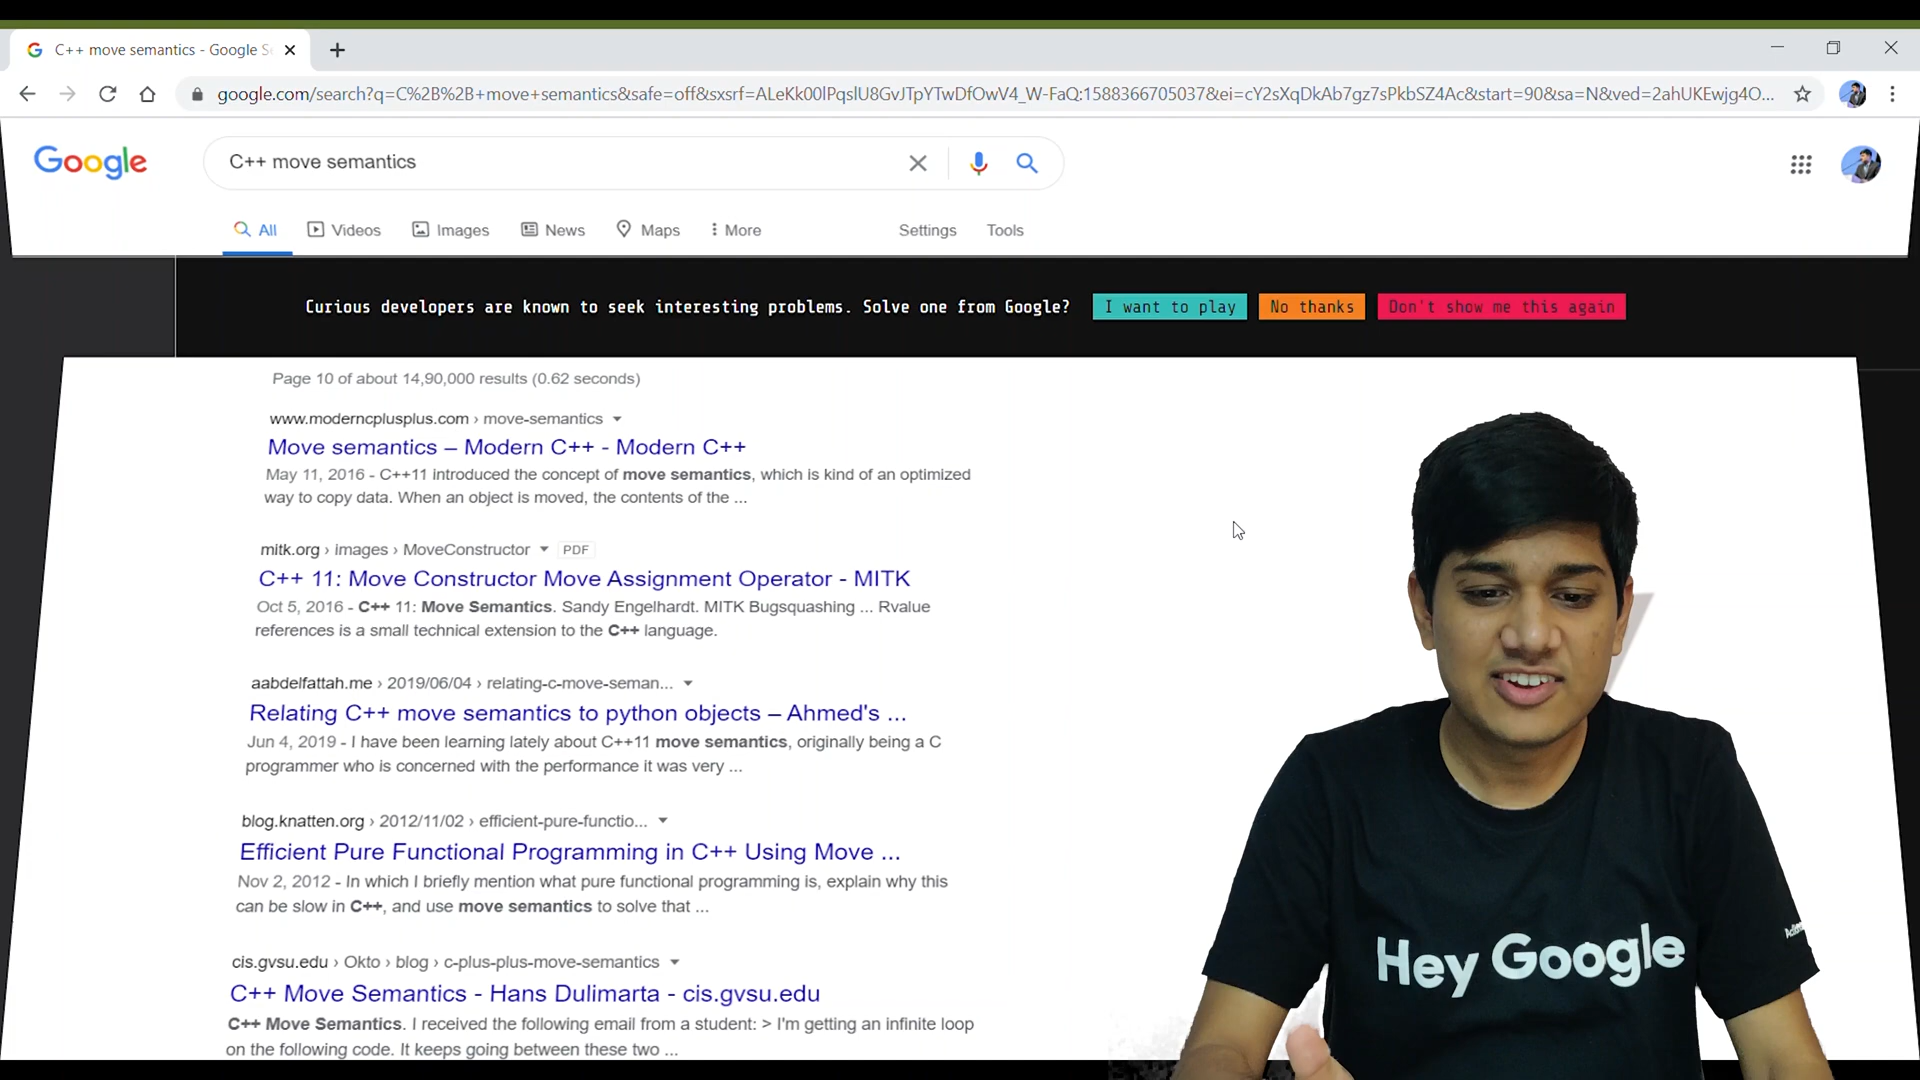 C++ move semantics - Google S
google.com/search?q=C%2B%2B+move+semantics&safe=off&sxsrf=ALeKk00lPqslU8GvJTpYTwDfOwV4_W-FaQ:1588366705037&ei=cY2sXqDkAb7gz7sPkbSZ4Ac&start=90&sa=N&ved=2ahUKEwjg4O...
Google
C++ move semantics
All
Videos
Images
News
Maps
More
Settings
Tools
Curious developers are known to seek interesting problems. Solve one from Google?
I want to play
No thanks
Don't show me this again
Page 10 of about 14,90,000 results (0.62 seconds)
www.moderncplusplus.com › move-semantics
Move semantics – Modern C++ - Modern C++
May 11, 2016 - C++11 introduced the concept of move semantics, which is kind of an optimized
way to copy data. When an object is moved, the contents of the ...
mitk.org › images › MoveConstructor PDF
C++ 11: Move Constructor Move Assignment Operator - MITK
Oct 5, 2016 - C++ 11: Move Semantics. Sandy Engelhardt. MITK Bugsquashing ... Rvalue
references is a small technical extension to the C++ language.
aabdelfattah.me › 2019/06/04 › relating-c-move-seman...
Relating C++ move semantics to python objects – Ahmed's ...
Jun 4, 2019 - I have been learning lately about C++11 move semantics, originally being a C
programmer who is concerned with the performance it was very ...
blog.knatten.org › 2012/11/02 › efficient-pure-functio...
Efficient Pure Functional Programming in C++ Using Move ...
Nov 2, 2012 - In which I briefly mention what pure functional programming is, explain why this
can be slow in C++, and use move semantics to solve that ...
cis.gvsu.edu › Okto › blog › c-plus-plus-move-semantics
C++ Move Semantics - Hans Dulimarta - cis.gvsu.edu
C++ Move Semantics. I received the following email from a student: > I'm getting an infinite loop
on the following code. It keeps going between these two ...
Hey Google